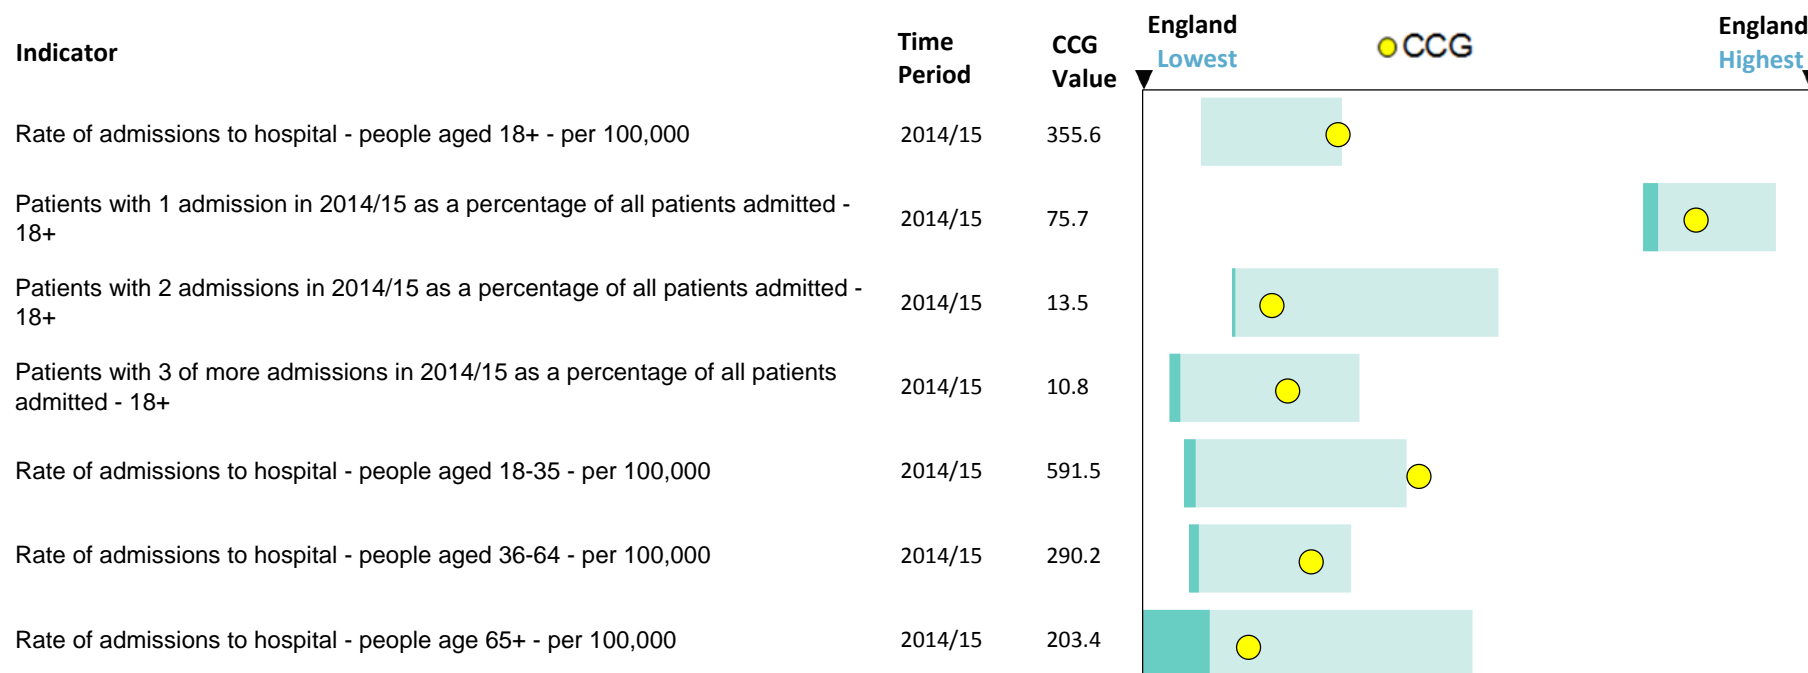 Indicator
Time
Period
CCG
Value
England
Lowest
CCG
England
Highest
Rate of admissions to hospital - people aged 18+ - per 100,000 2014/15 355.6
Patients with 1 admission in 2014/15 as a percentage of all patients admitted -
18+
2014/15 75.7
Patients with 2 admissions in 2014/15 as a percentage of all patients admitted -
18+
2014/15 13.5
Patients with 3 of more admissions in 2014/15 as a percentage of all patients
admitted - 18+
2014/15 10.8
Rate of admissions to hospital - people aged 18-35 - per 100,000 2014/15 591.5
Rate of admissions to hospital - people aged 36-64 - per 100,000 2014/15 290.2
Rate of admissions to hospital - people age 65+ - per 100,000 2014/15 203.4